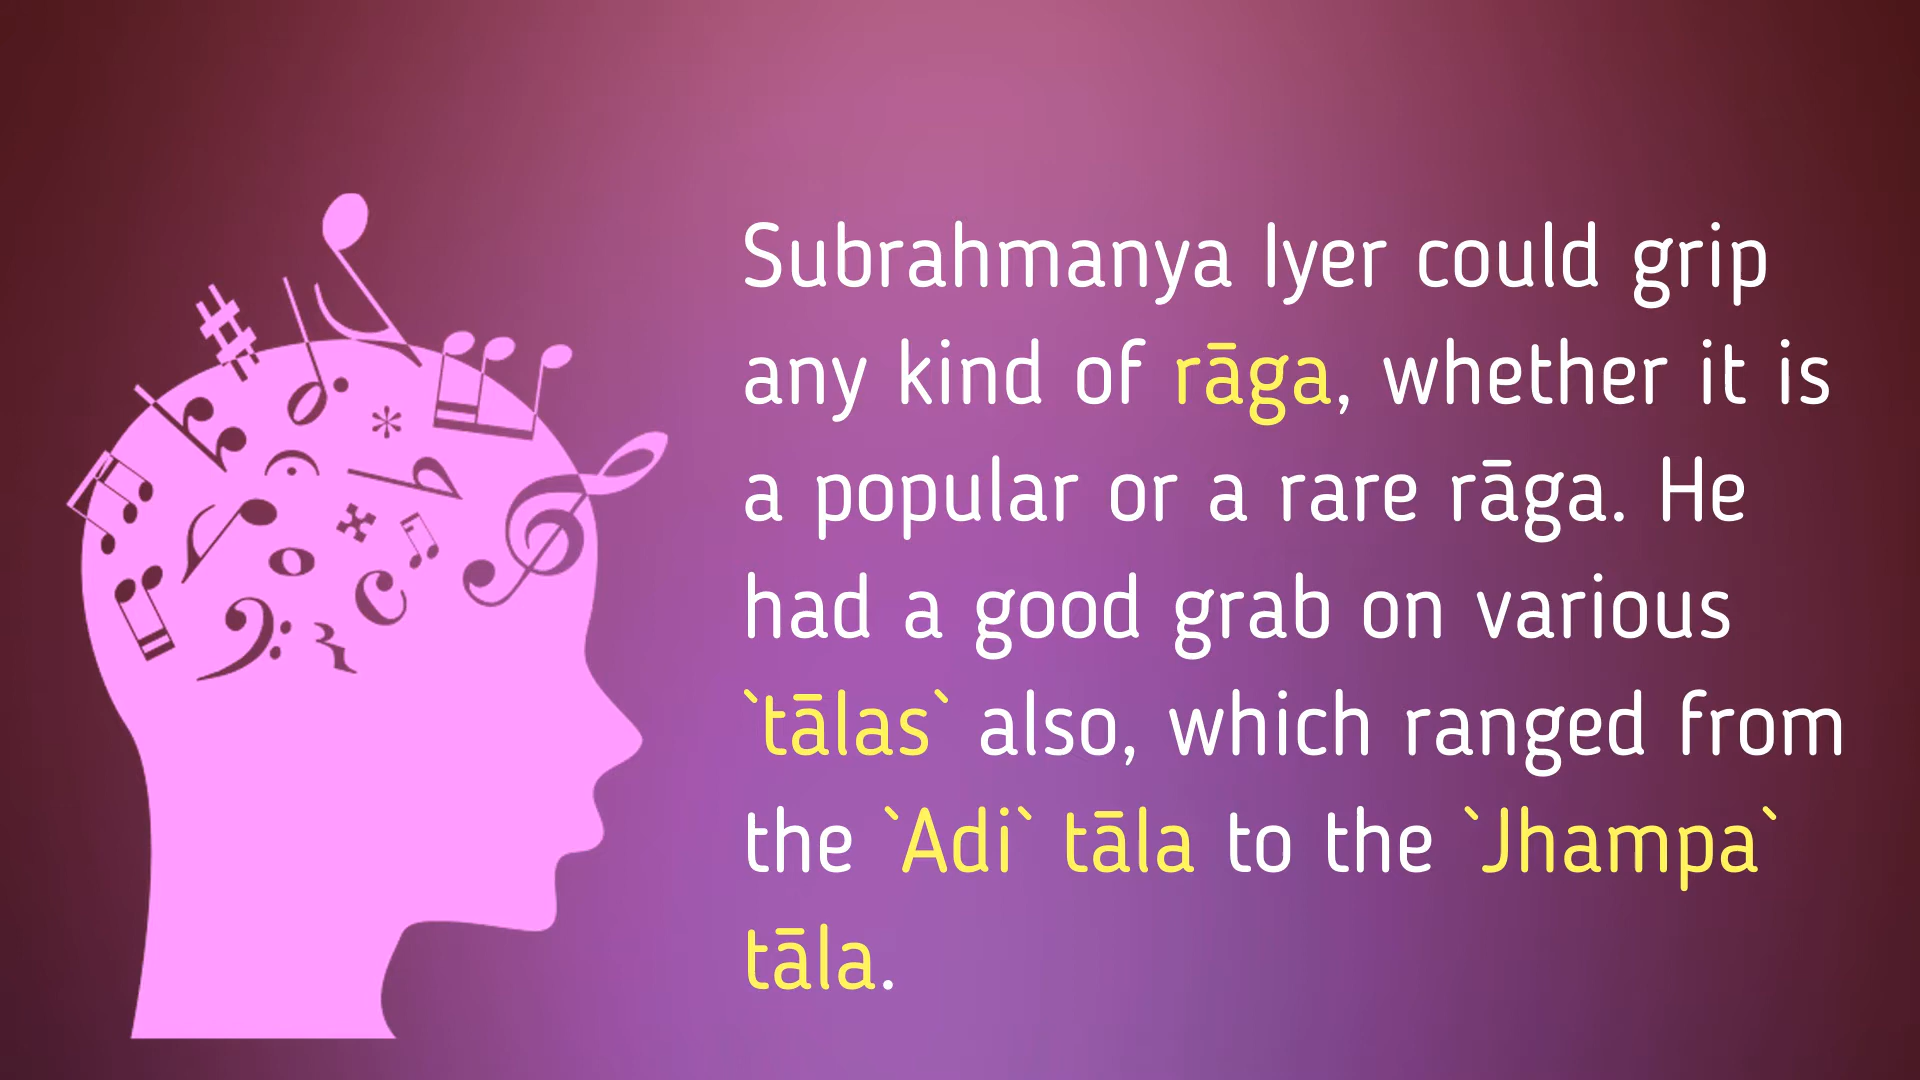 Subrahmanya Iyer could grip
any kind of rāga, whether it is
a popular or a rare rāga. He
had a good grab on various
`tālas` also, which ranged from
the `Adi` tāla to the `Jhampa`
tāla.